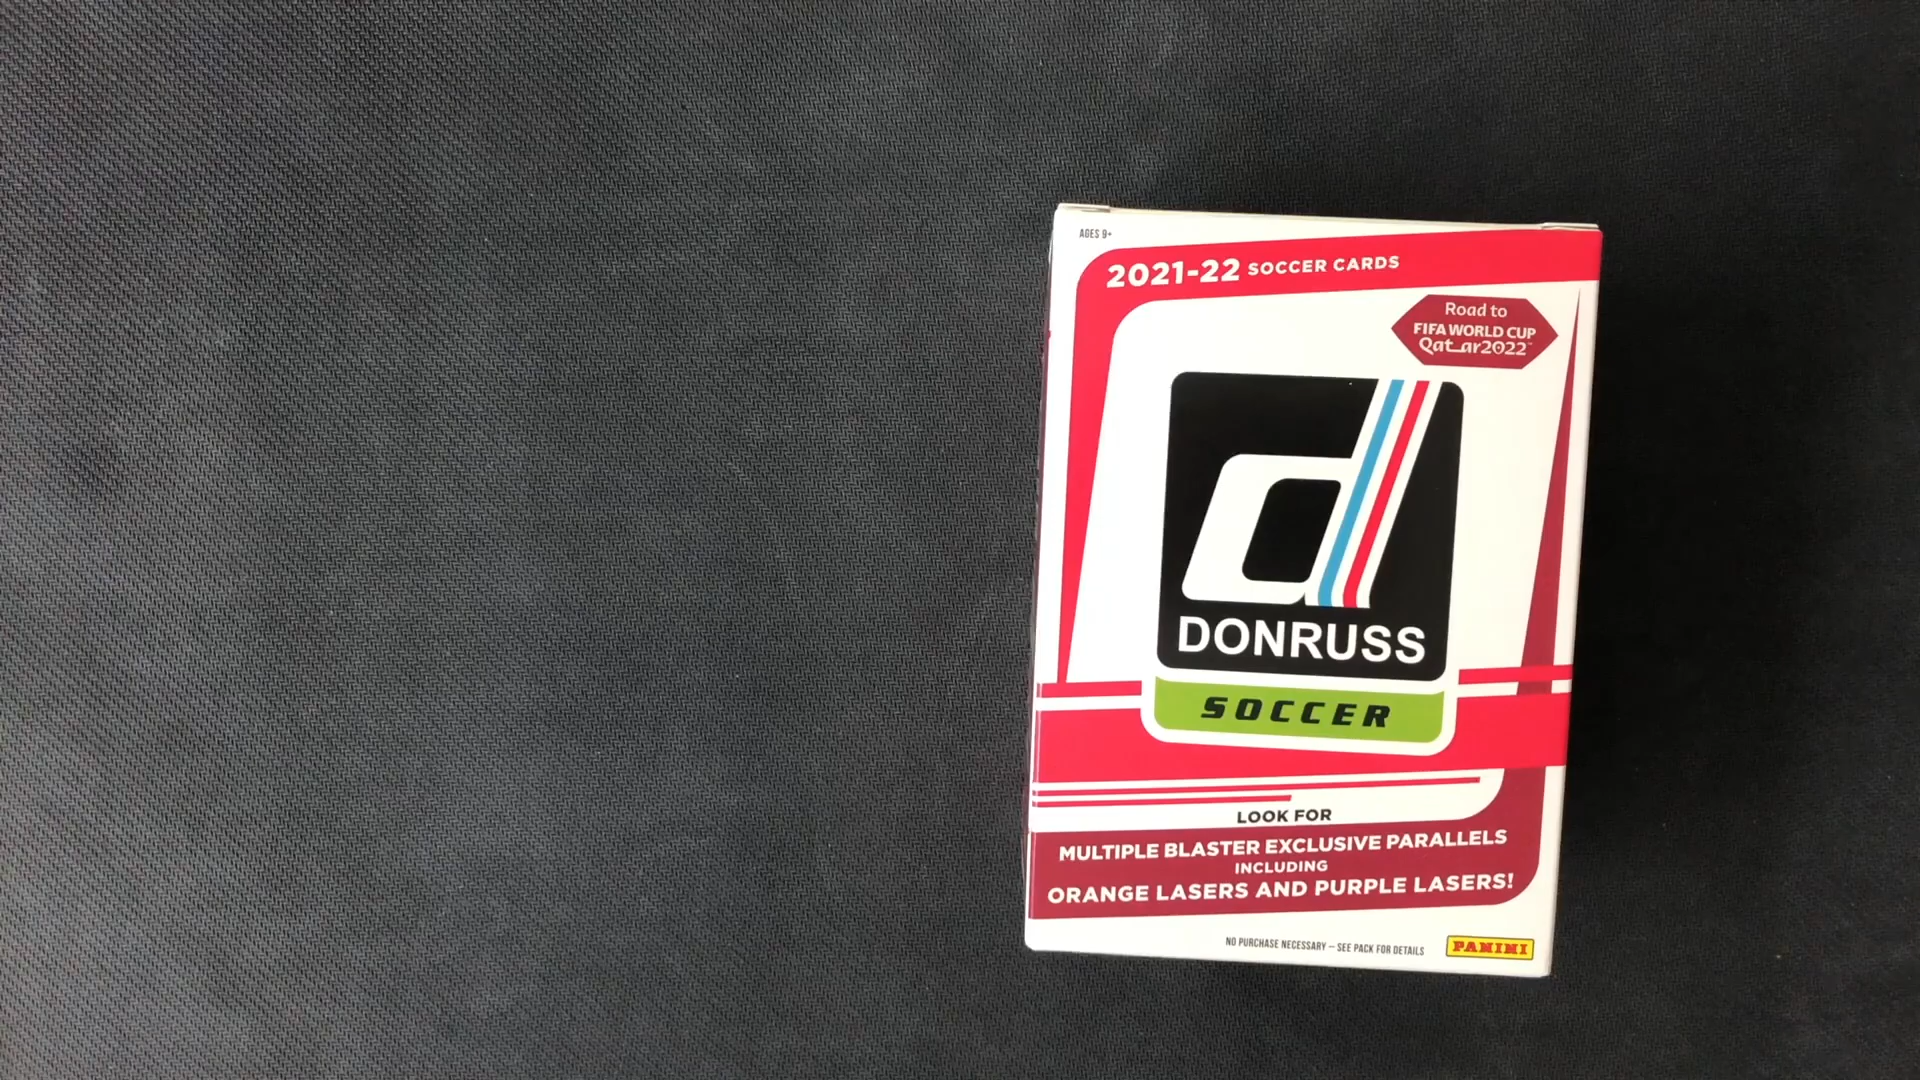 AGES 9+
2021-22 SOCCER CARDS
Road to
FIFA WORLD CUP
Qatar2022™
d
DONRUSS
SOCCER
LOOK FOR
MULTIPLE BLASTER EXCLUSIVE PARALLELS
INCLUDING
ORANGE LASERS AND PURPLE LASERS!
NO PURCHASE NECESSARY – SEE PACK FOR DETAILS
PANINI